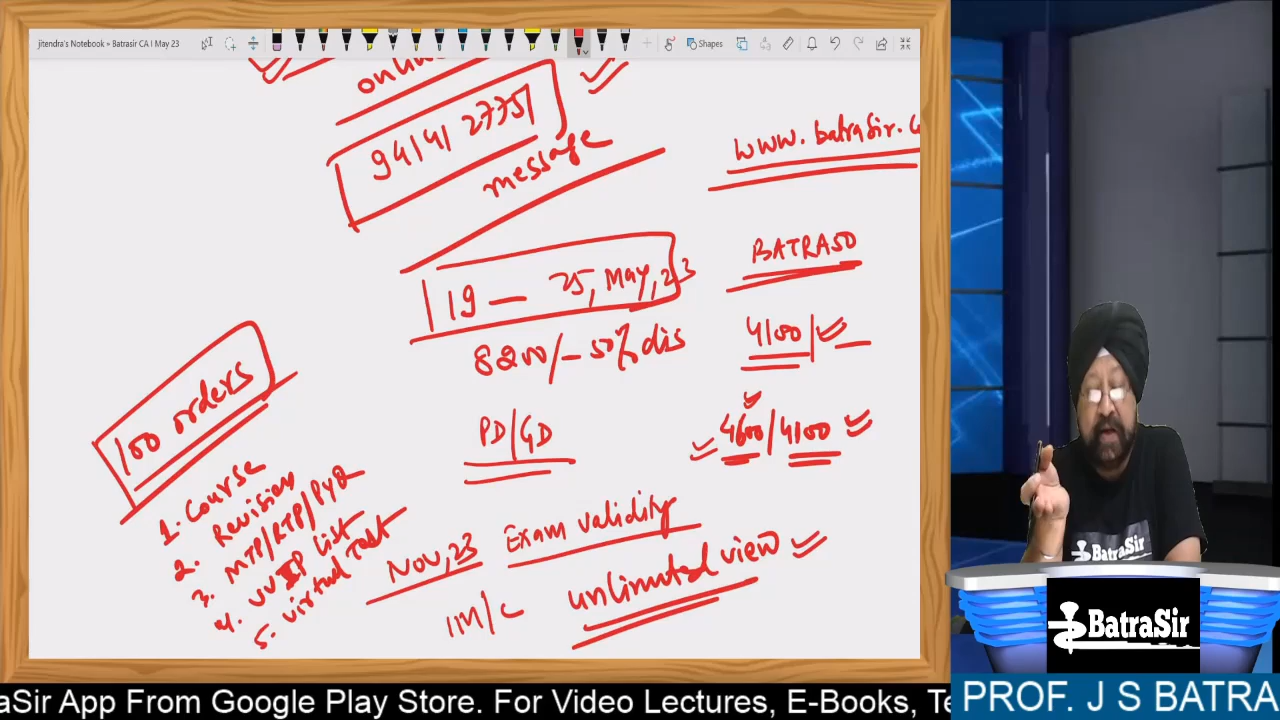 jitendra's Notebook » Batrasir CA I May 23
Shapes
online
94141 27751
message
www.batrasir.c
19 — 25, May, 23
BATRA50
8200/- 50% dis
4100/
100 orders
PD/GD
4600/4100
1. Course
2. Revision
3. MTP/RTP/PYQ
4. VVIP list
5. virtual Test
Nov, 23 Exam validity
1M/C unlimited view
BatraSir
BatraSir
raSir App From Google Play Store. For Video Lectures, E-Books, Te
PROF. J S BATRA